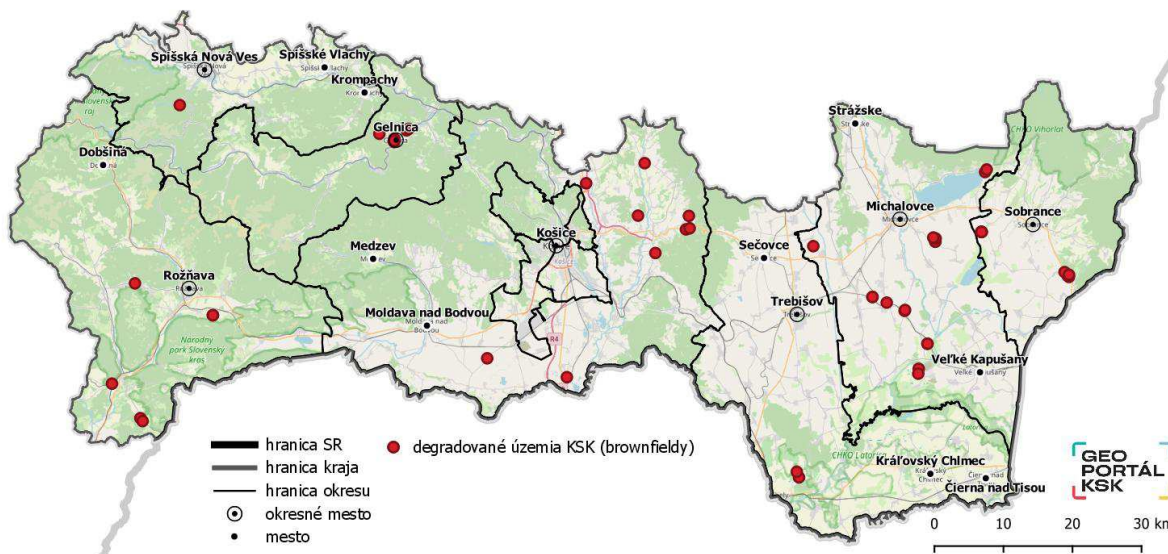 Spišská Nová Ves
Spišské Vlachy
Krompachy
Gelnica
Dobšiná
Strážske
CHKO Vihorlat
Michalovce
Sobrance
Košice
Medzev
Sečovce
Rožňava
Moldava nad Bodvou
Trebišov
Národný
park Slovenský
kras
R4
Veľké Kapušany
CHKO Latorica
Kráľovský Chlmec
Čierna nad Tisou
hranica SR
hranica kraja
hranica okresu
okresné mesto
mesto
degradované územia KSK (brownfieldy)
GEO
PORTÁL
KSK
0 10 20 30 km